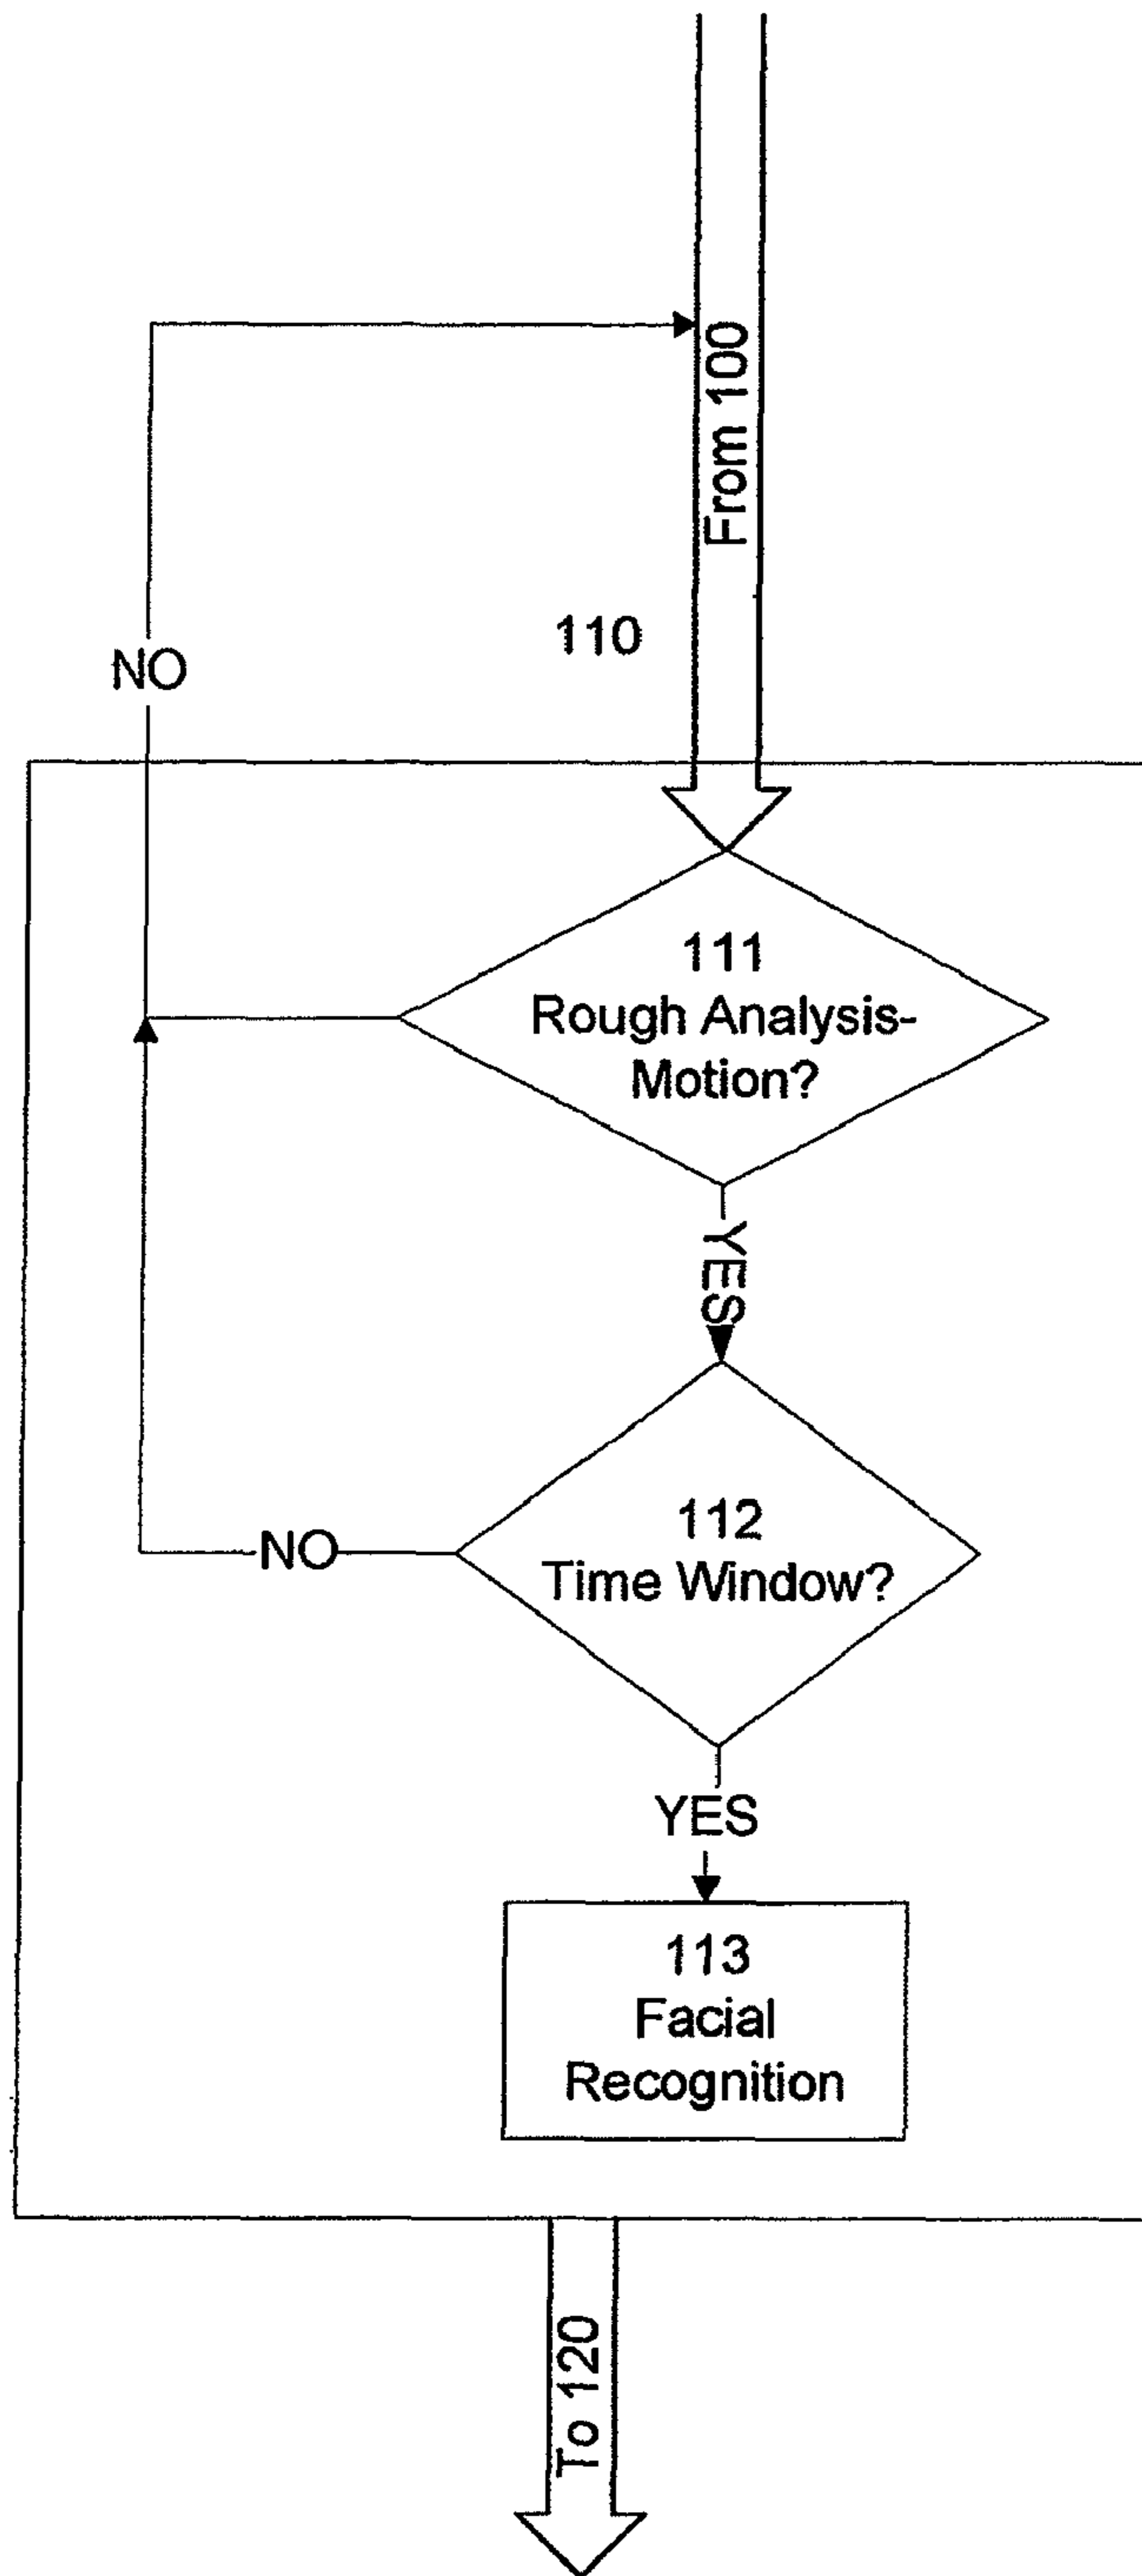 From 100
110
NO
111
Rough Analysis-
Motion?
YES
112
Time Window?
NO
YES
113
Facial
Recognition
To 120